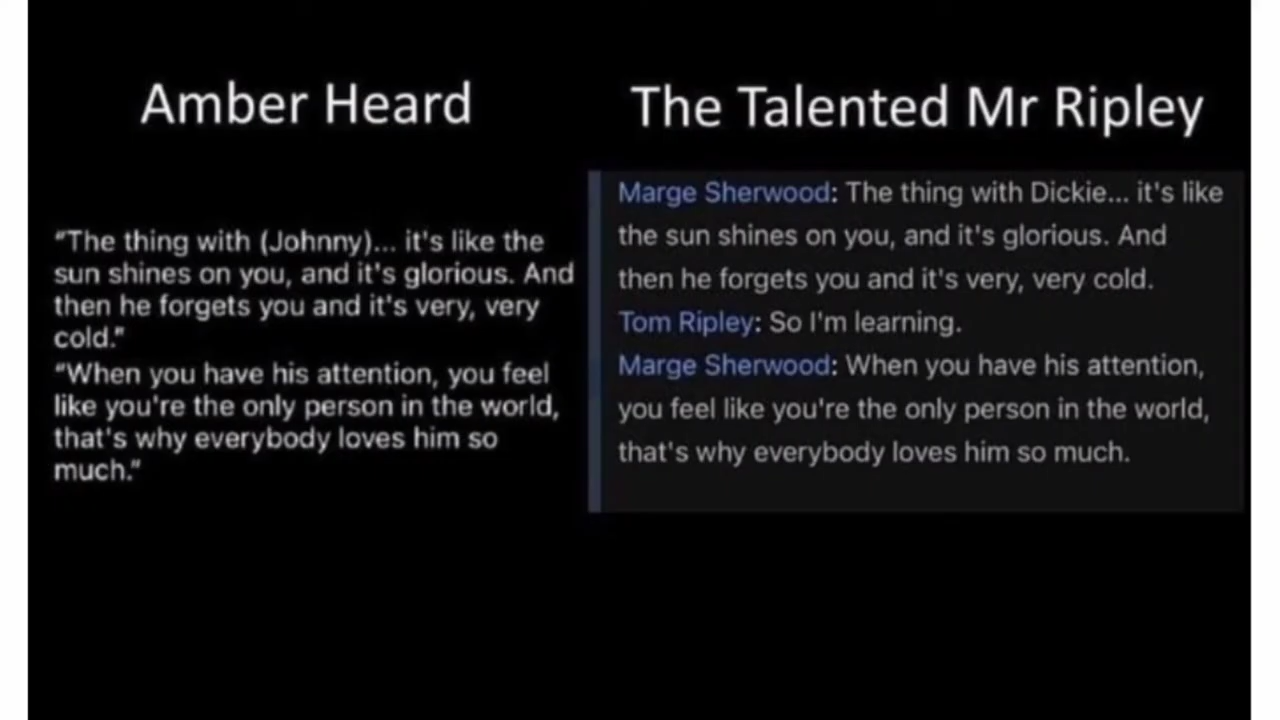 Amber Heard
"The thing with (Johnny)... it's like the
sun shines on you, and it's glorious. And
then he forgets you and it's very, very
cold."
"When you have his attention, you feel
like you're the only person in the world,
that's why everybody loves him so
much."
The Talented Mr Ripley
Marge Sherwood: The thing with Dickie... it's like
the sun shines on you, and it's glorious. And
then he forgets you and it's very, very cold.
Tom Ripley: So I'm learning.
Marge Sherwood: When you have his attention,
you feel like you're the only person in the world,
that's why everybody loves him so much.